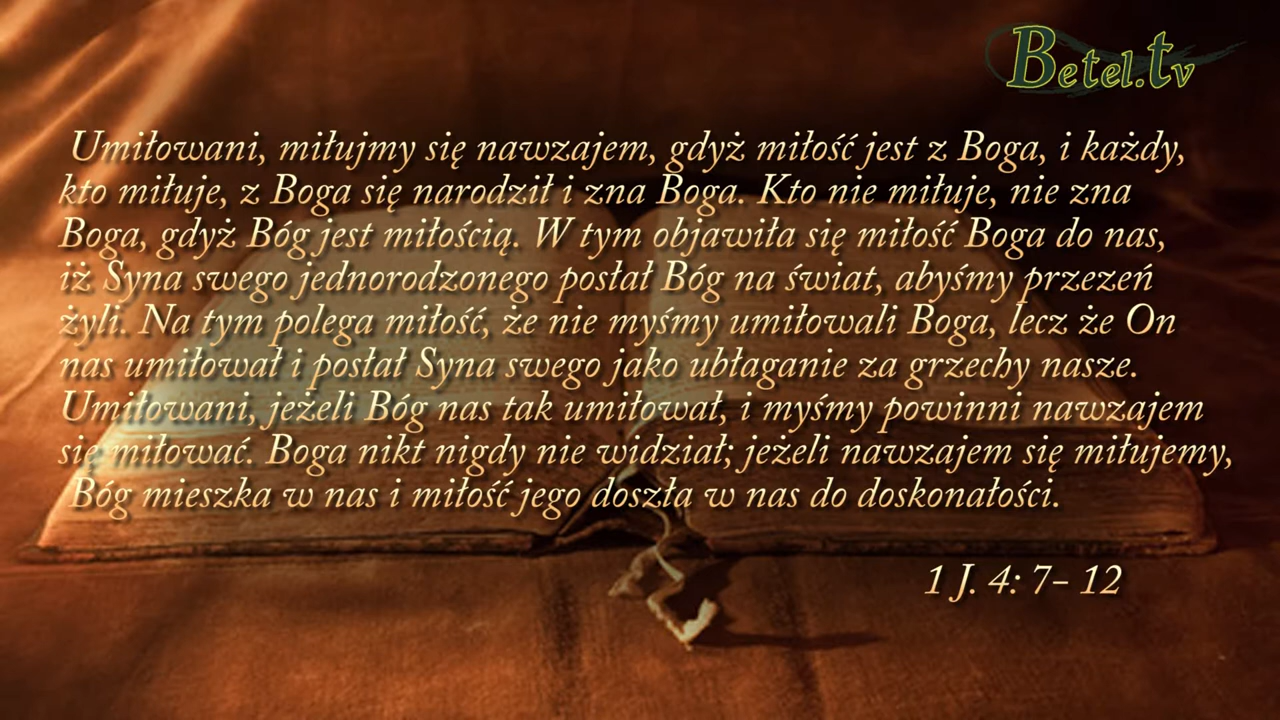 Betel.tv
Umiłowani, miłujmy się nawzajem, gdyż miłość jest z Boga, i każdy,
kto miłuje, z Boga się narodził i zna Boga. Kto nie miłuje, nie zna
Boga, gdyż Bóg jest miłością. W tym objawiła się miłość Boga do nas,
iż Syna swego jednorodzonego posłał Bóg na świat, abyśmy przezeń
żyli. Na tym polega miłość, że nie myśmy umiłowali Boga, lecz że On
nas umiłował i posłał Syna swego jako ubłaganie za grzechy nasze.
Umiłowani, jeżeli Bóg nas tak umiłował, i myśmy powinni nawzajem
się miłować. Boga nikt nigdy nie widział; jeżeli nawzajem się miłujemy,
Bóg mieszka w nas i miłość jego doszła w nas do doskonałości.
1 J. 4: 7– 12